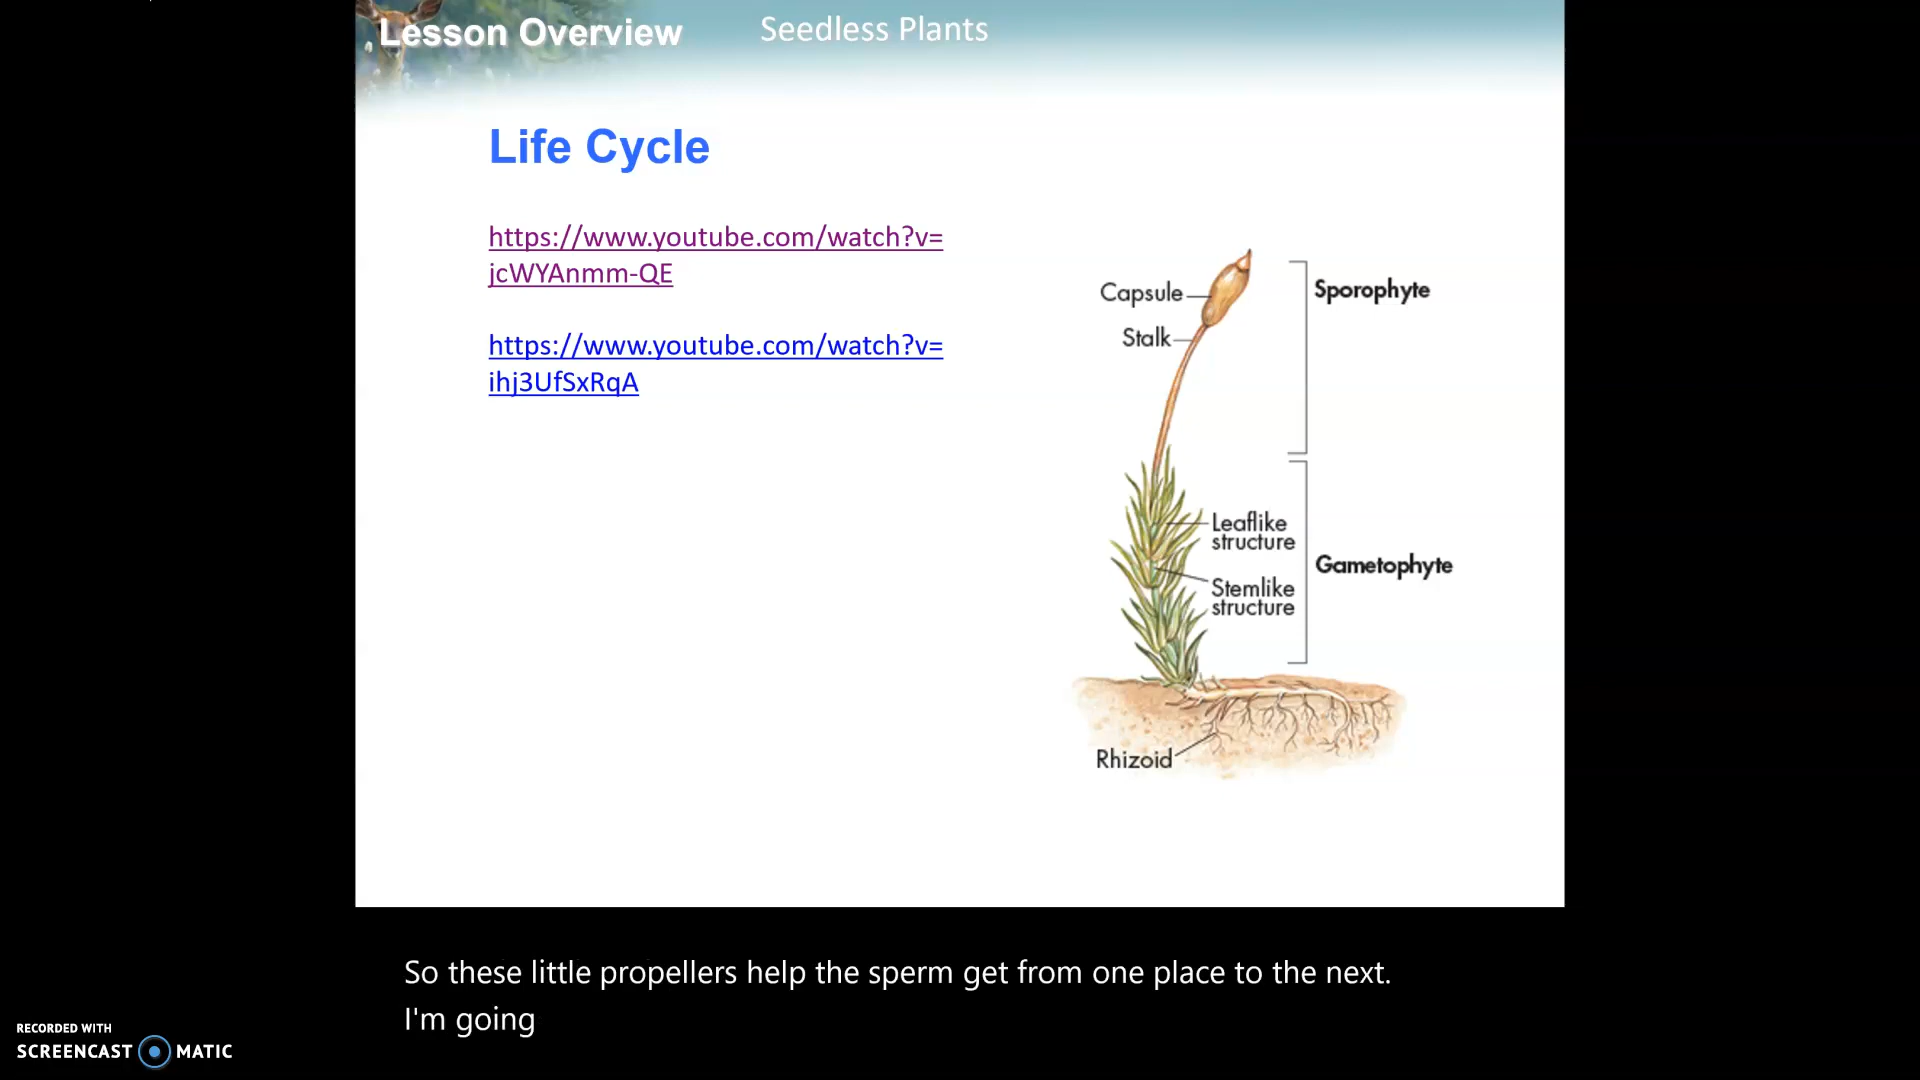 Lesson Overview
Seedless Plants
Life Cycle
https://www.youtube.com/watch?v=
jcWYAnmm-QE
https://www.youtube.com/watch?v=
ihj3UfSxRqA
Capsule
Stalk
Sporophyte
Leaflike
structure
Stemlike
structure
Gametophyte
Rhizoid
So these little propellers help the sperm get from one place to the next.
I'm going
RECORDED WITH
SCREENCAST MATIC